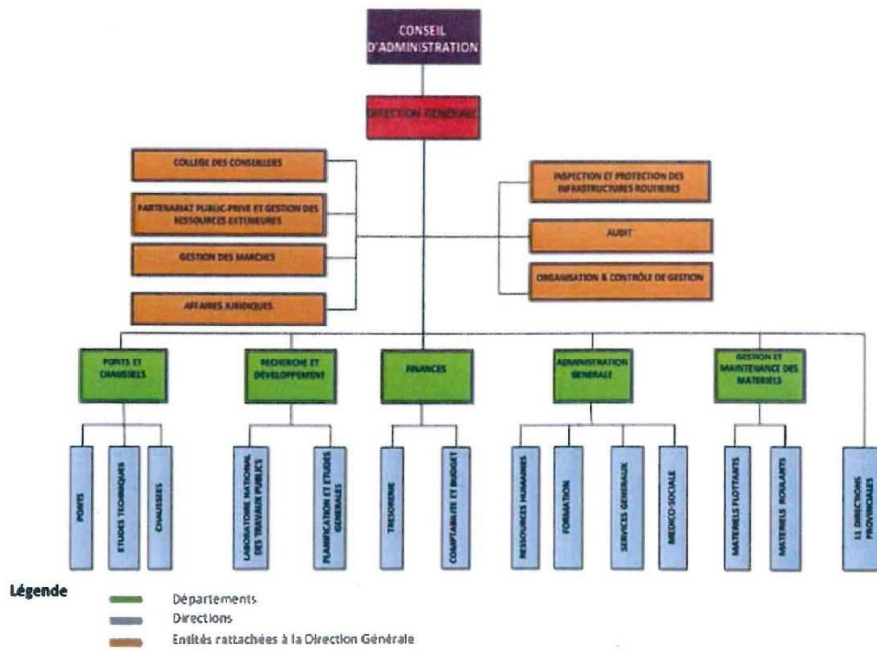 CONSEIL
D'ADMINISTRATION
DIRECTION GENERALE
COLLEGE DES CONSEILLERS
PARTENARIAT PUBLIC-PRIVE ET GESTION DES
RESSOURCES EXTERIEURES
GESTION DES MARCHES
AFFAIRES JURIDIQUES
INSPECTION ET PROTECTION DES
INFRASTRUCTURES ROUTIERES
AUDIT
ORGANISATION & CONTRÔLE DE GESTION
PONTS ET
CHAUSSEES
RECHERCHE ET
DÉVELOPPEMENT
FINANCES
ADMINISTRATION
GENERALE
GESTION ET
MAINTENANCE DES
MATERIELS
PONTS
ETUDES TECHNIQUES
CHAUSSEES
LABORATOIRE NATIONAL
DES TRAVAUX PUBLICS
PLANIFICATION ET ETUDES
GENERALES
TRESORERIE
COMPTABILITE ET BUDGET
RESSOURCES HUMAINES
FORMATION
SERVICES GENERAUX
MEDICO-SOCIALE
MATERIELS FLOTTANTS
MATERIELS ROULANTS
11 DIRECTIONS
PROVINCIALES
Légende
Départements
Directions
Entités rattachées à la Direction Générale